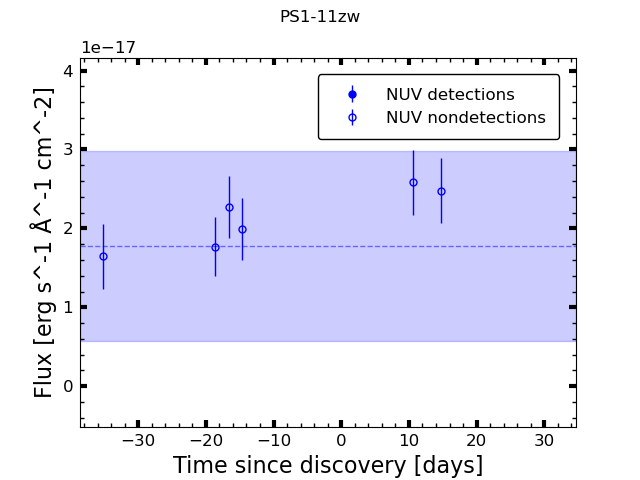 PS1-11zw
1e−17
NUV detections
NUV nondetections
4
3
2
1
0
Flux [erg s^-1 Å^-1 cm^-2]
−30
−20
−10
0
10
20
30
Time since discovery [days]